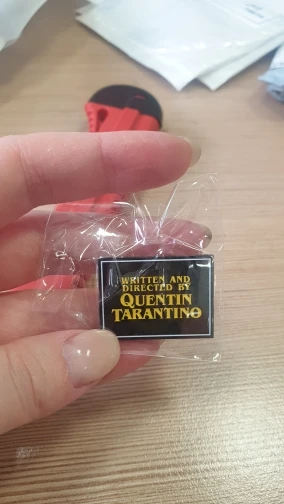 WRITTEN AND
DIRECTED BY
QUENTIN
TARANTINO